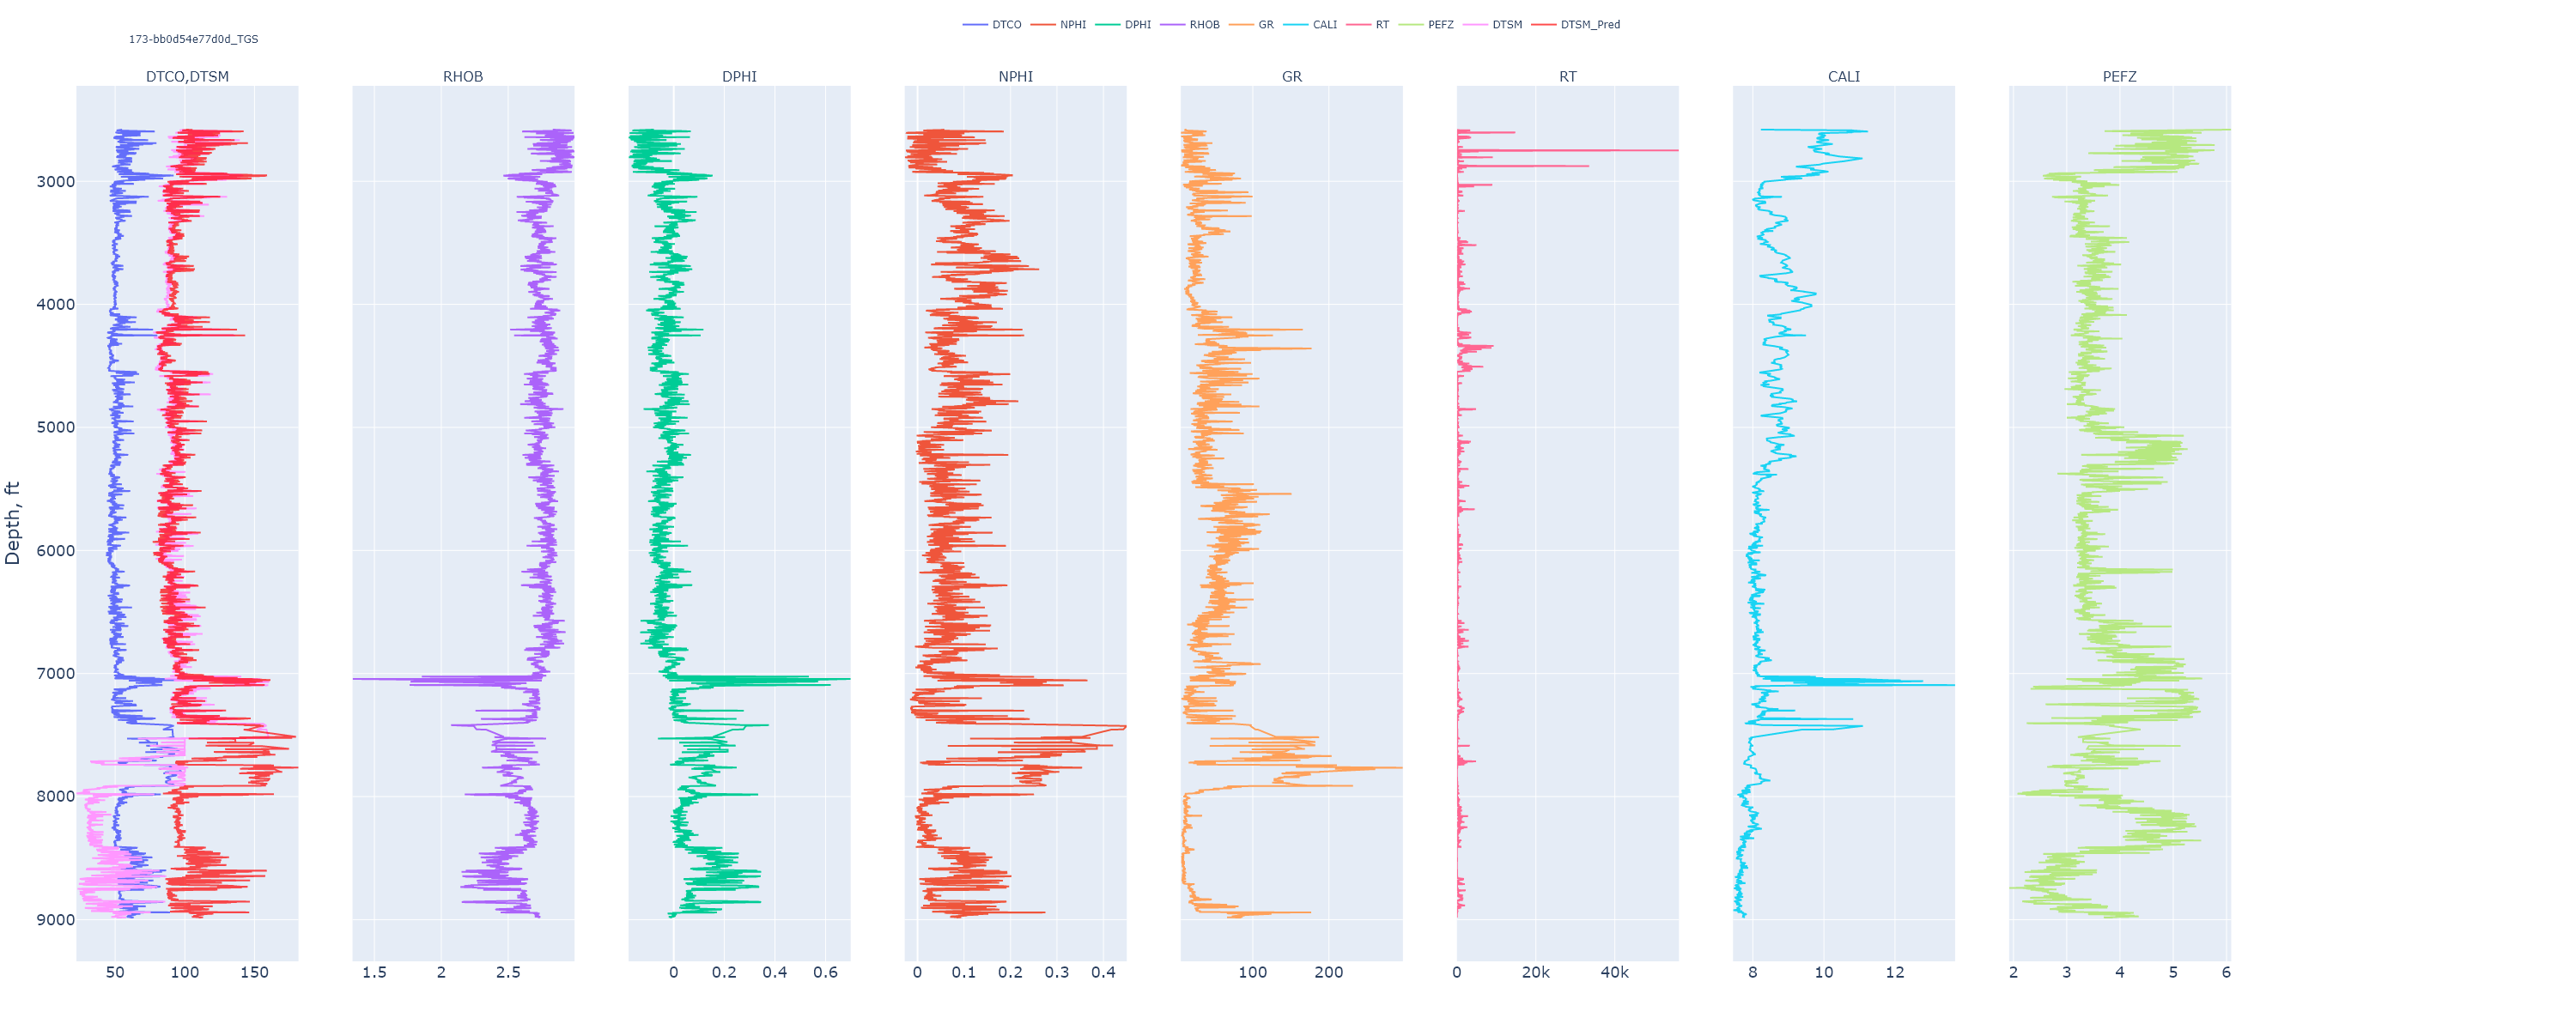 DTCO NPHI DPHI RHOB GR CALI RT PEFZ DTSM DTSM_Pred
173-bb0d54e77d0d_TGS
DTCO,DTSM RHOB DPHI NPHI GR RT CALI PEFZ
3000
4000
5000
6000
7000
8000
9000
Depth, ft
50 100 150 1.5 2 2.5 0 0.2 0.4 0.6 0 0.1 0.2 0.3 0.4 100 200 0 20k 40k 8 10 12 2 3 4 5 6